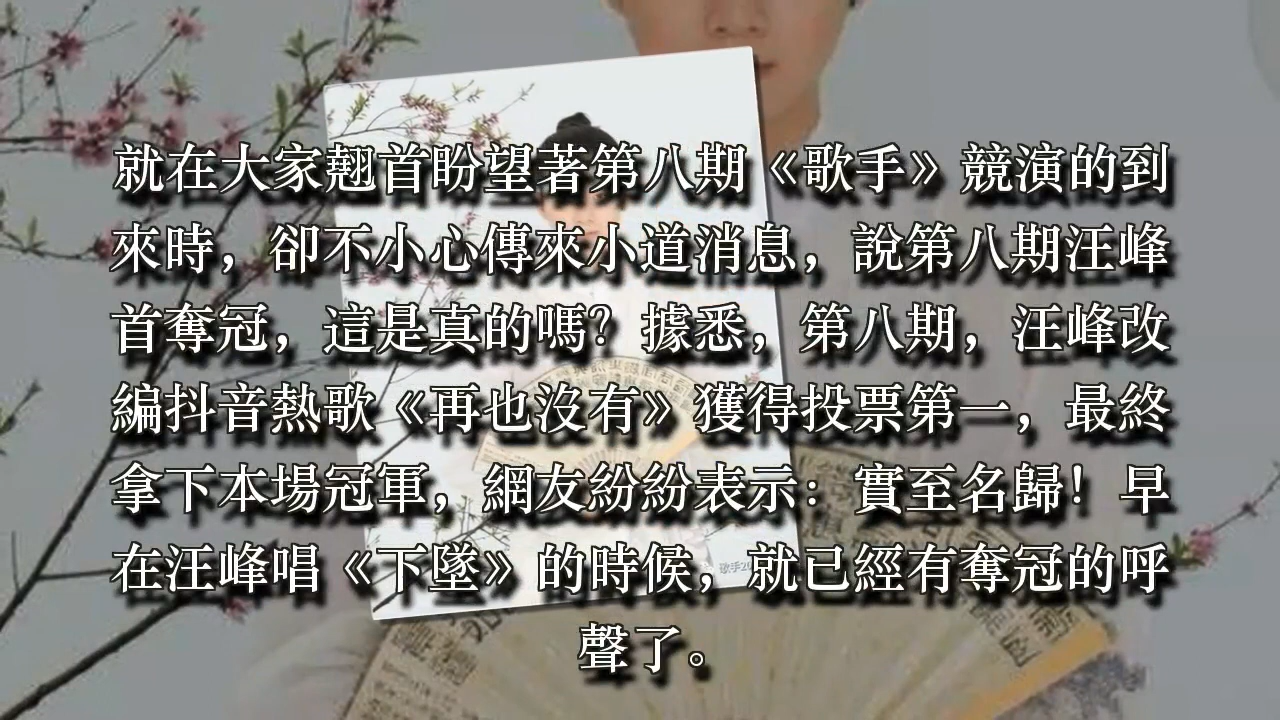 就在大家翹首盼望著第八期《歌手》競演的到
來時，卻不小心傳來小道消息，說第八期汪峰
首奪冠，這是真的嗎？據悉，第八期，汪峰改
編抖音熱歌《再也沒有》獲得投票第一，最終
拿下本場冠軍，網友紛紛表示：實至名歸！早
在汪峰唱《下墜》的時候，就已經有奪冠的呼
聲了。
歌手20